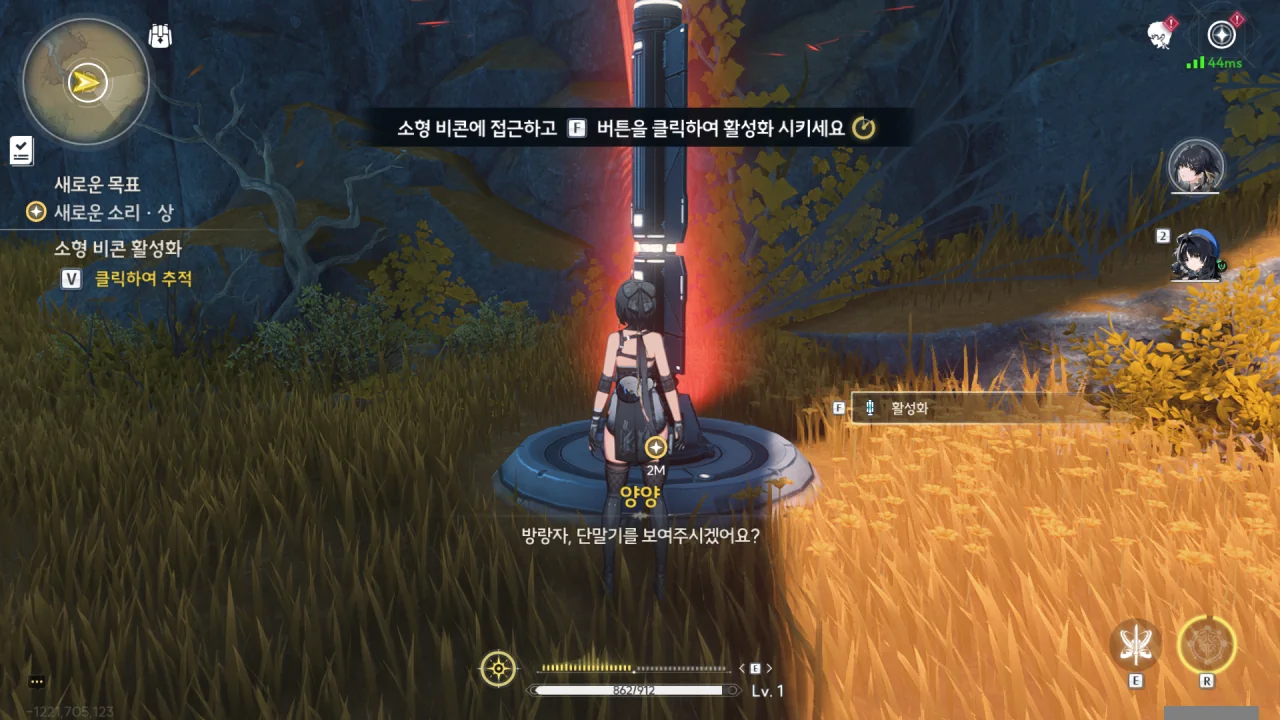 44ms
소형 비콘에 접근하고 F 버튼을 클릭하여 활성화 시키세요
새로운 목표
새로운 소리 · 상
소형 비콘 활성화
V 클릭하여 추적
2
F 활성화
2M
양양
방랑자, 단말기를 보여주시겠어요?
E
862/912
Lv. 1
E
R
-1221,705,123